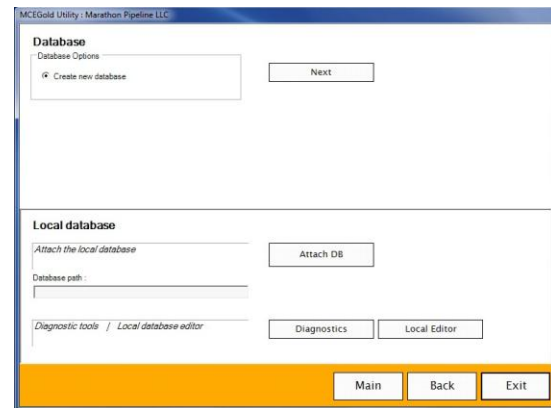 MCEGold Utility : Marathon Pipeline LLC
Database
Database Options
Create new database
Next
Local database
Attach the local database
Attach DB
Database path :
Diagnostic tools / Local database editor
Diagnostics
Local Editor
Main
Back
Exit